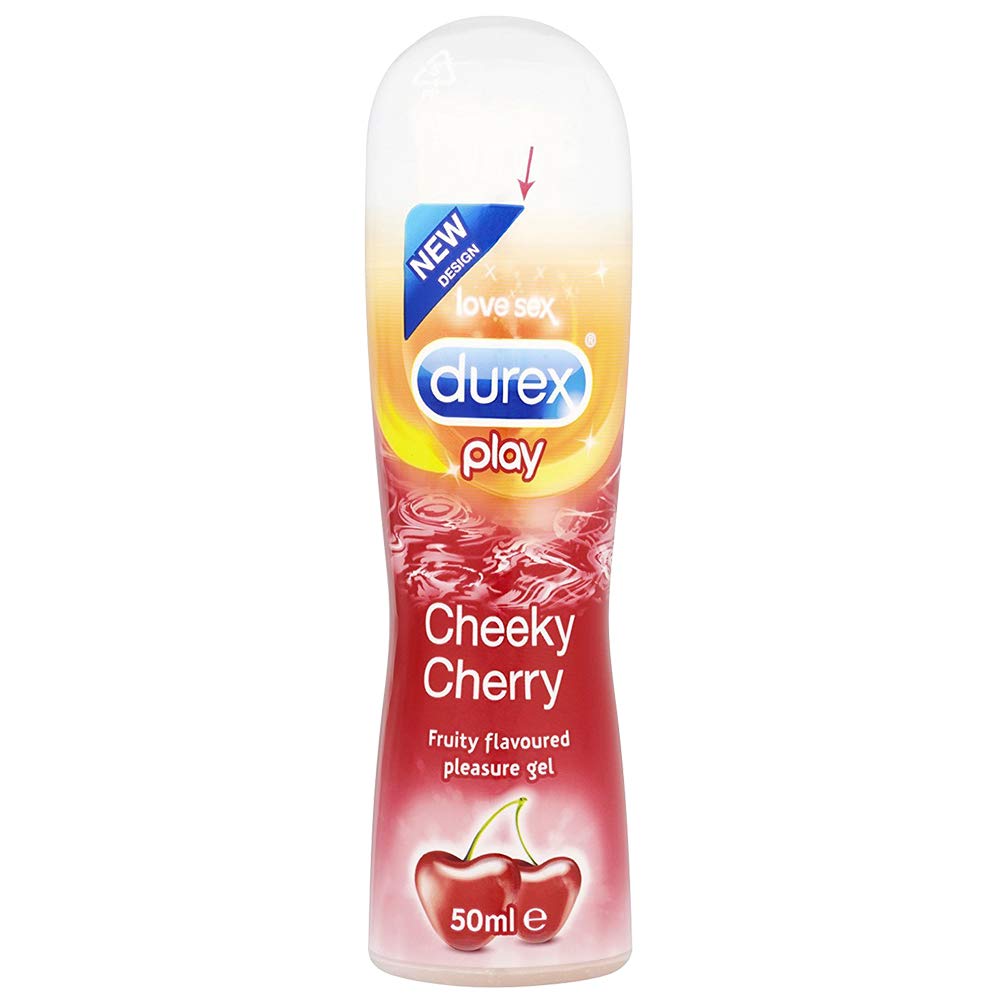 NEW
DESIGN
love sex
durex®
play
Cheeky
Cherry
Fruity flavoured
pleasure gel
50ml ℮